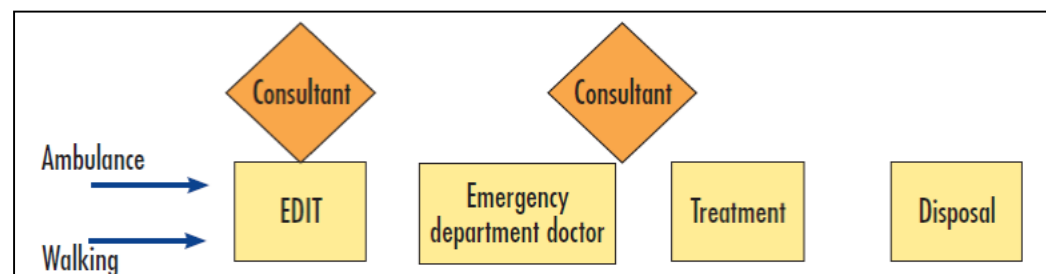 Consultant
Consultant
Ambulance
EDIT
Emergency
department doctor
Treatment
Disposal
Walking